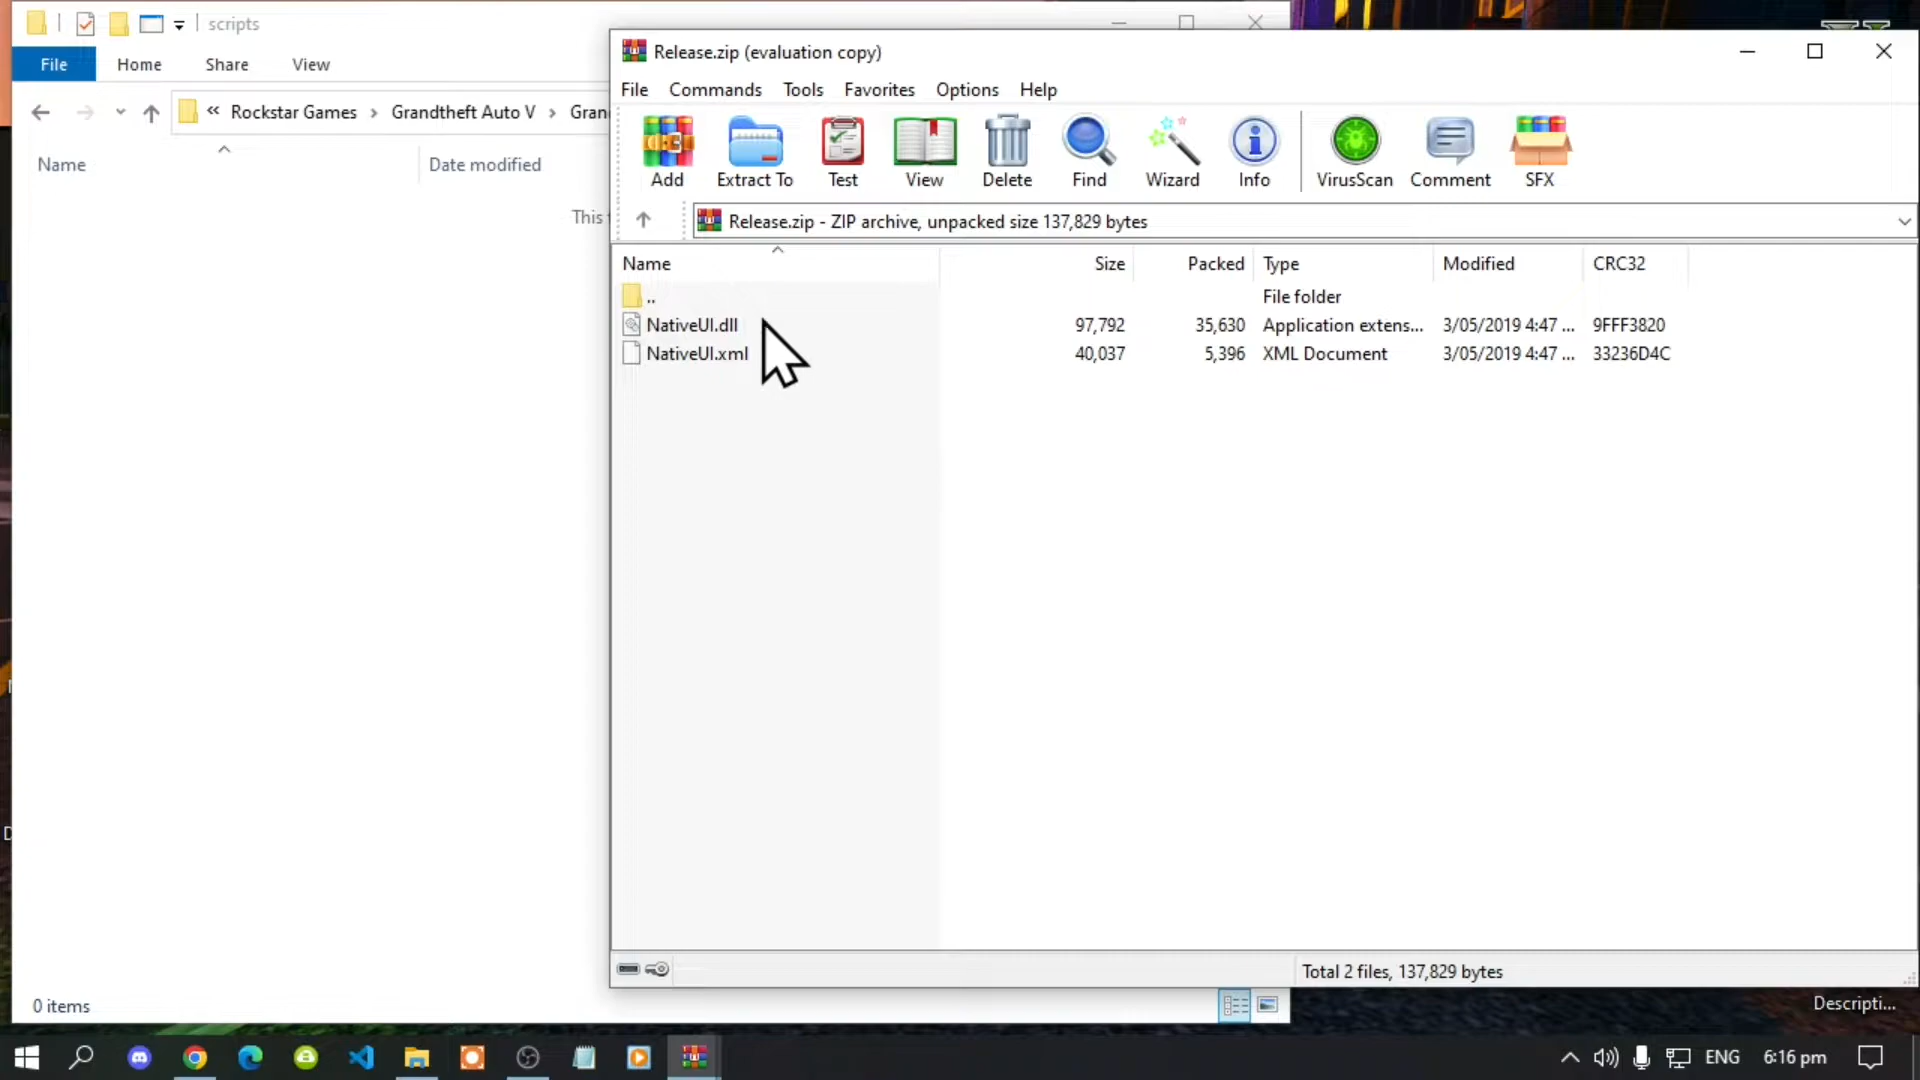 scripts
File Home Share View
« Rockstar Games > Grandtheft Auto V > Gran
Name Date modified
This
0 items
Release.zip (evaluation copy)
File Commands Tools Favorites Options Help
Add Extract To Test View Delete Find Wizard Info VirusScan Comment SFX
Release.zip - ZIP archive, unpacked size 137,829 bytes
Name Size Packed Type Modified CRC32
.. File folder
NativeUI.dll 97,792 35,630 Application extens... 3/05/2019 4:47 ... 9FFF3820
NativeUI.xml 40,037 5,396 XML Document 3/05/2019 4:47 ... 33236D4C
Total 2 files, 137,829 bytes
Descripti...
ENG 6:16 pm